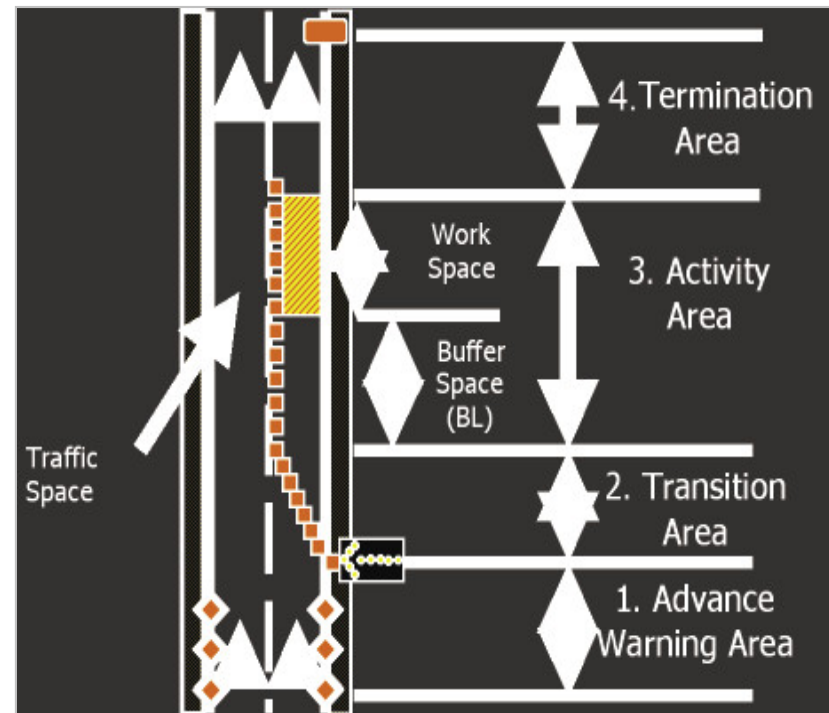 4.Termination
Area
Work
Space
3. Activity
Area
Buffer
Space
(BL)
Traffic
Space
2. Transition
Area
1. Advance
Warning Area